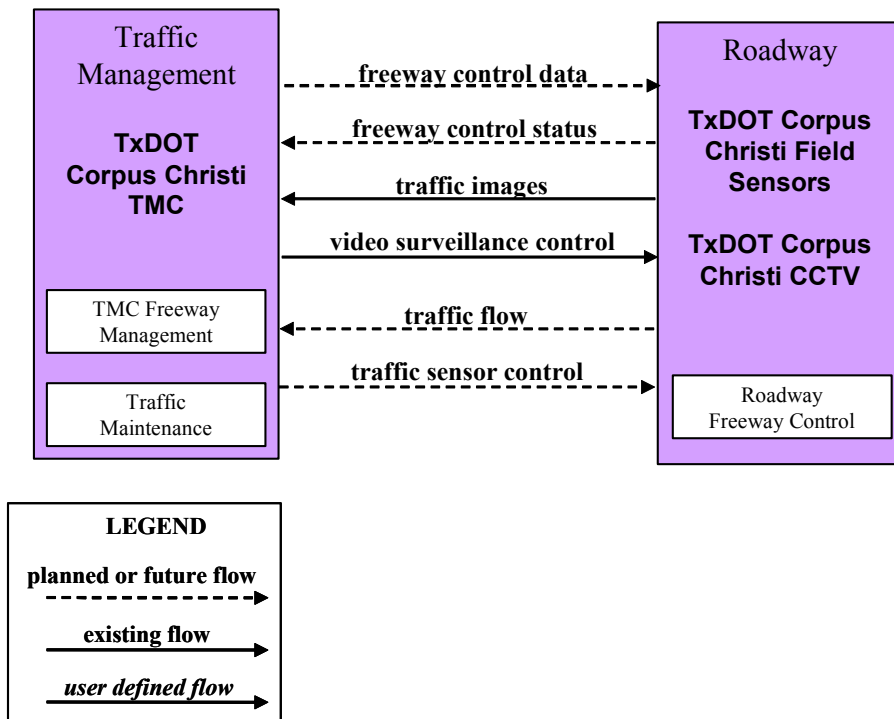 Traffic
Management
TxDOT
Corpus Christi
TMC
TMC Freeway
Management
Traffic
Maintenance
freeway control data
freeway control status
traffic images
video surveillance control
traffic flow
traffic sensor control
Roadway
TxDOT Corpus
Christi Field
Sensors
TxDOT Corpus
Christi CCTV
Roadway
Freeway Control
LEGEND
planned or future flow
existing flow
user defined flow